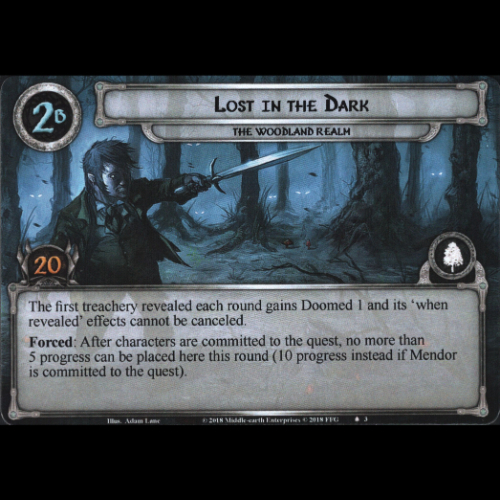 2B
LOST IN THE DARK
THE WOODLAND REALM
20
The first treachery revealed each round gains Doomed 1 and its ‘when
revealed’ effects cannot be canceled.
Forced: After characters are committed to the quest, no more than
5 progress can be placed here this round (10 progress instead if Mendor
is committed to the quest).
Illus. Adam Lane © 2018 Middle-earth Enterprises © 2018 FFG 3